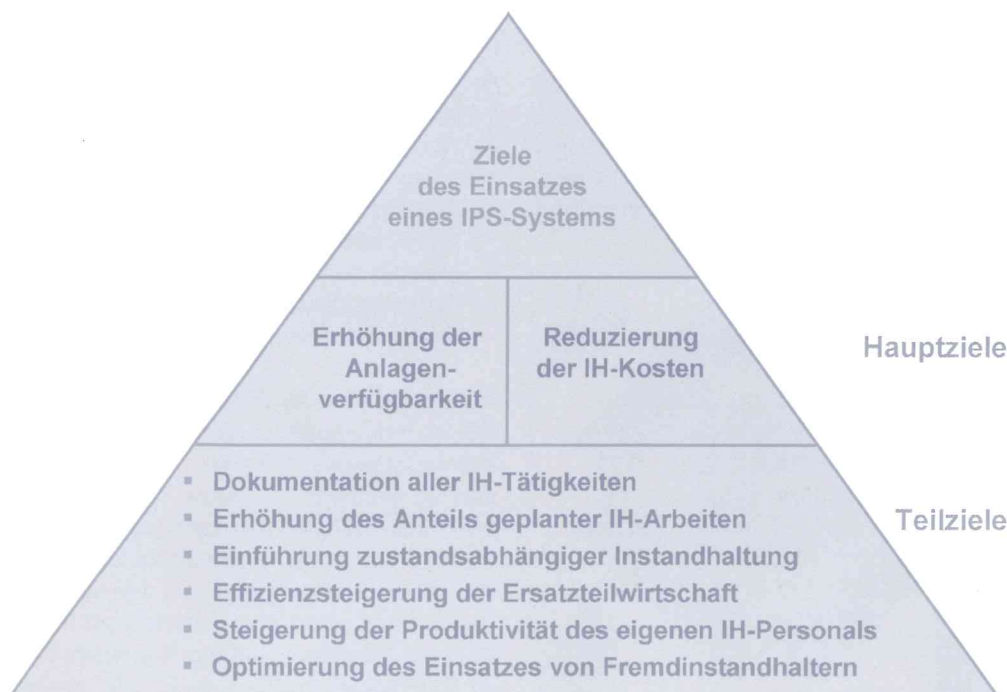 Ziele
des Einsatzes
eines IPS-Systems
Erhöhung der
Anlagen-
verfügbarkeit
Reduzierung
der IH-Kosten
Hauptziele
▪ Dokumentation aller IH-Tätigkeiten
▪ Erhöhung des Anteils geplanter IH-Arbeiten
▪ Einführung zustandsabhängiger Instandhaltung
▪ Effizienzsteigerung der Ersatzteilwirtschaft
▪ Steigerung der Produktivität des eigenen IH-Personals
▪ Optimierung des Einsatzes von Fremdinstandhaltern
Teilziele